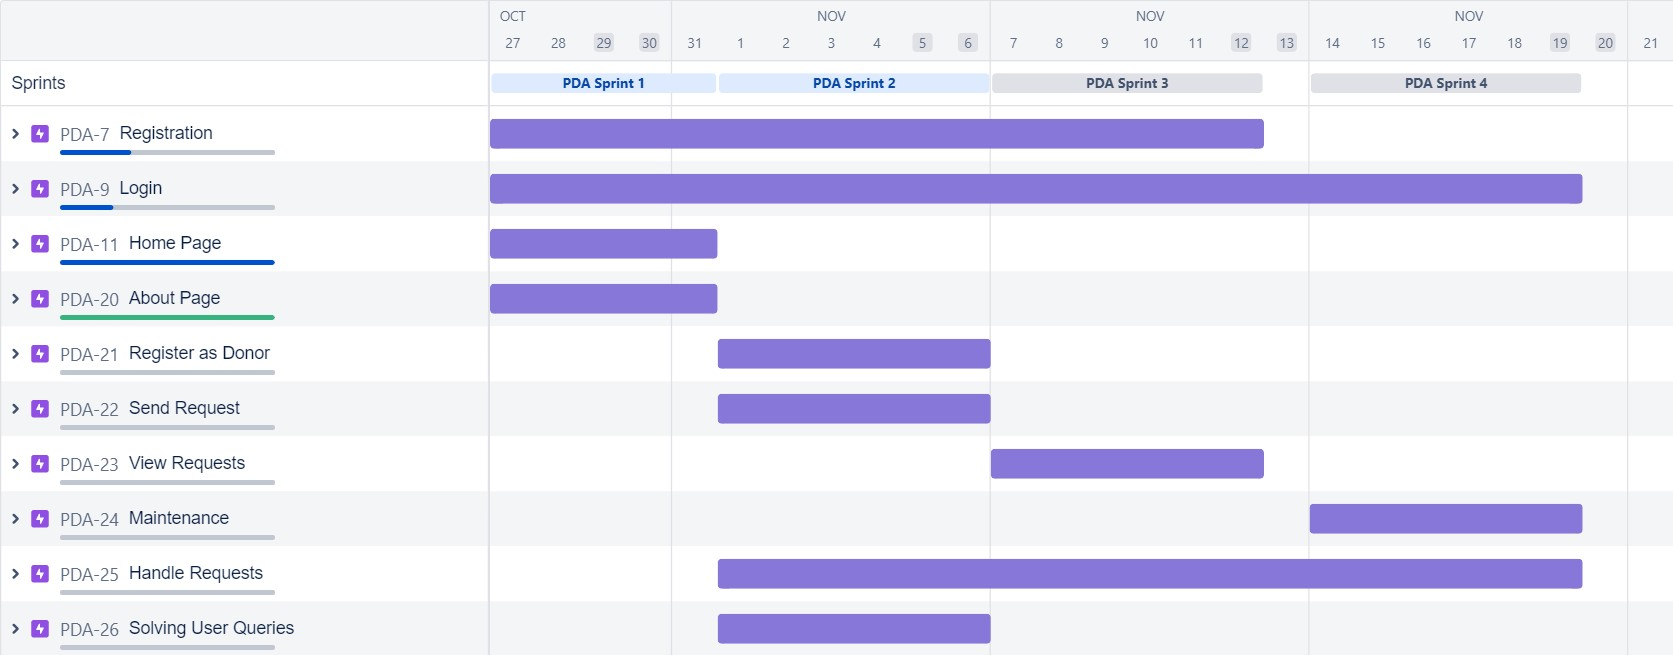 OCT NOV NOV NOV
27 28 29 30 31 1 2 3 4 5 6 7 8 9 10 11 12 13 14 15 16 17 18 19 20 21
Sprints PDA Sprint 1 PDA Sprint 2 PDA Sprint 3 PDA Sprint 4
PDA-7 Registration
PDA-9 Login
PDA-11 Home Page
PDA-20 About Page
PDA-21 Register as Donor
PDA-22 Send Request
PDA-23 View Requests
PDA-24 Maintenance
PDA-25 Handle Requests
PDA-26 Solving User Queries